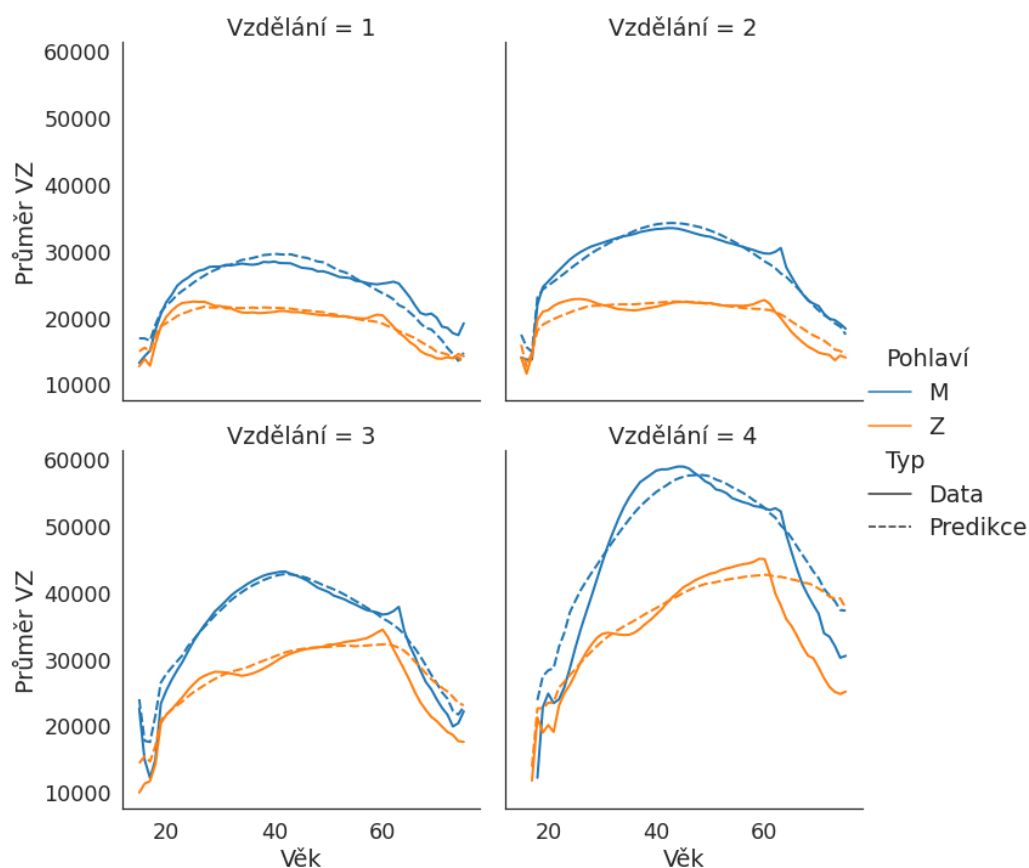 Vzdělání = 1
Vzdělání = 2
60000
50000
40000
30000
20000
10000
Průměr VZ
Vzdělání = 3
Vzdělání = 4
60000
50000
40000
30000
20000
10000
Průměr VZ
20
40
60
Věk
20
40
60
Věk
Pohlaví
M
Z
Typ
Data
Predikce